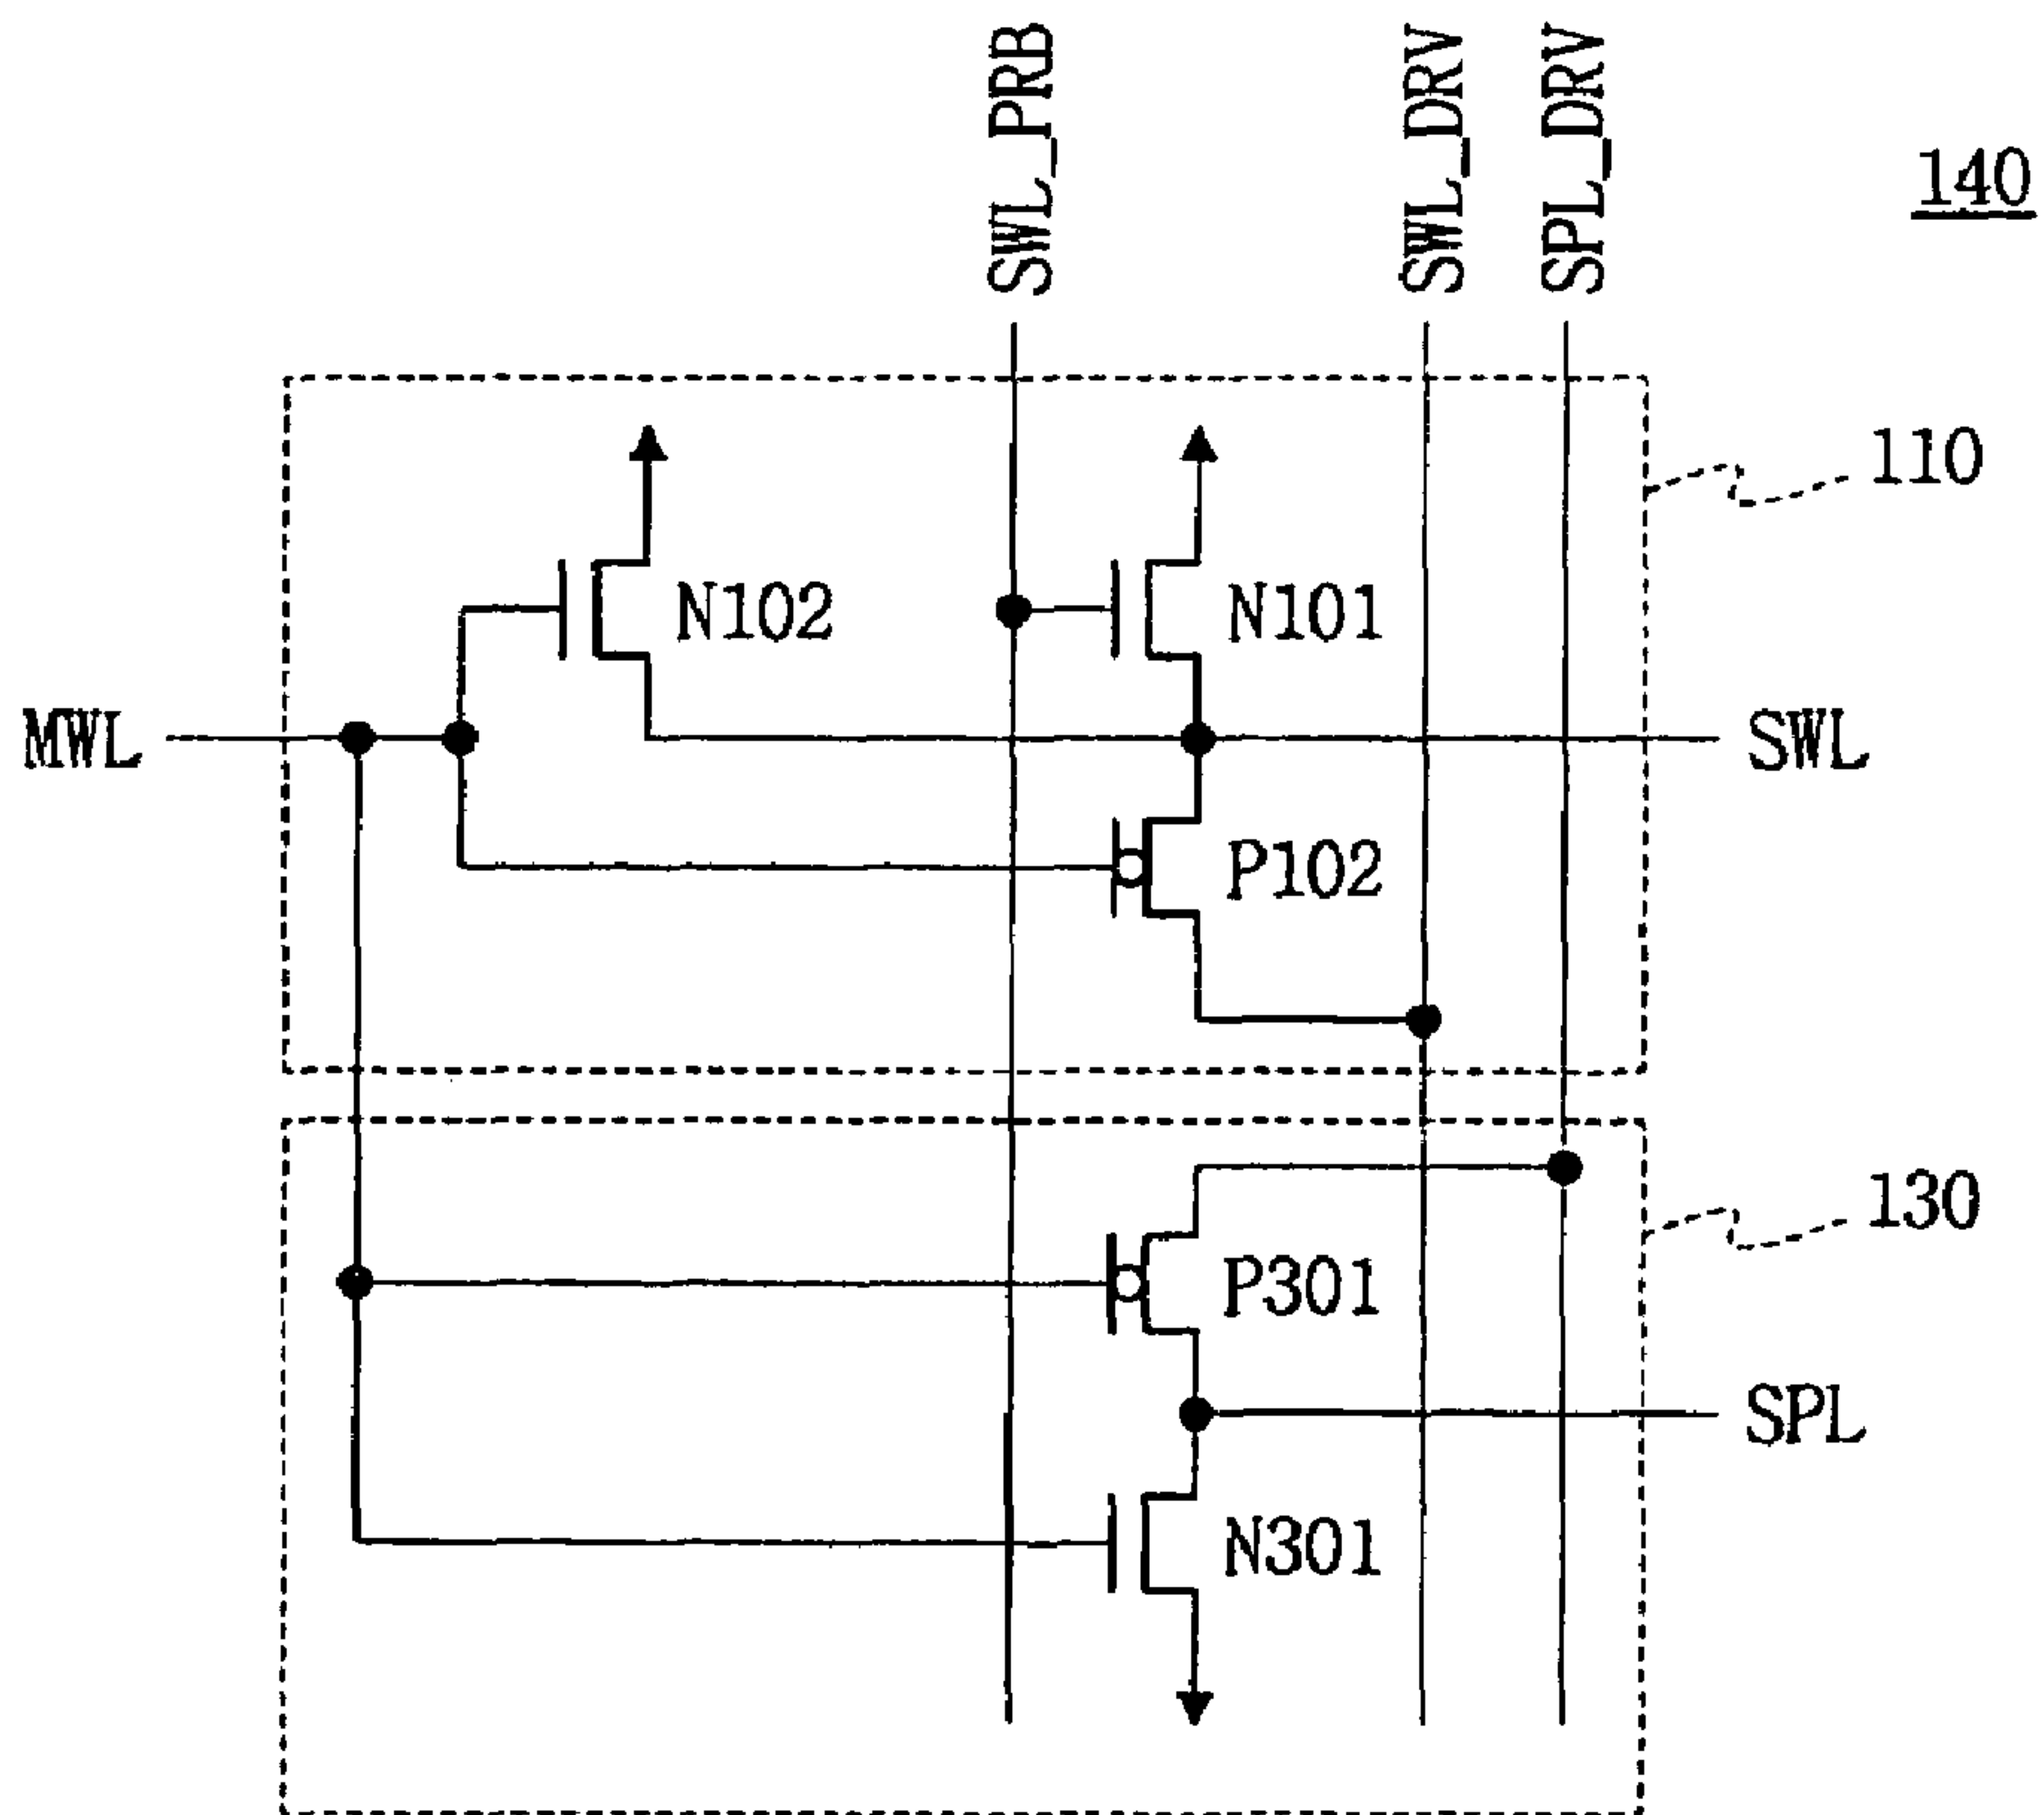 SWL_PRB
SWL_DRV
SPL_DRV
140
110
N102
N101
MWL
SWL
P102
130
P301
SPL
N301